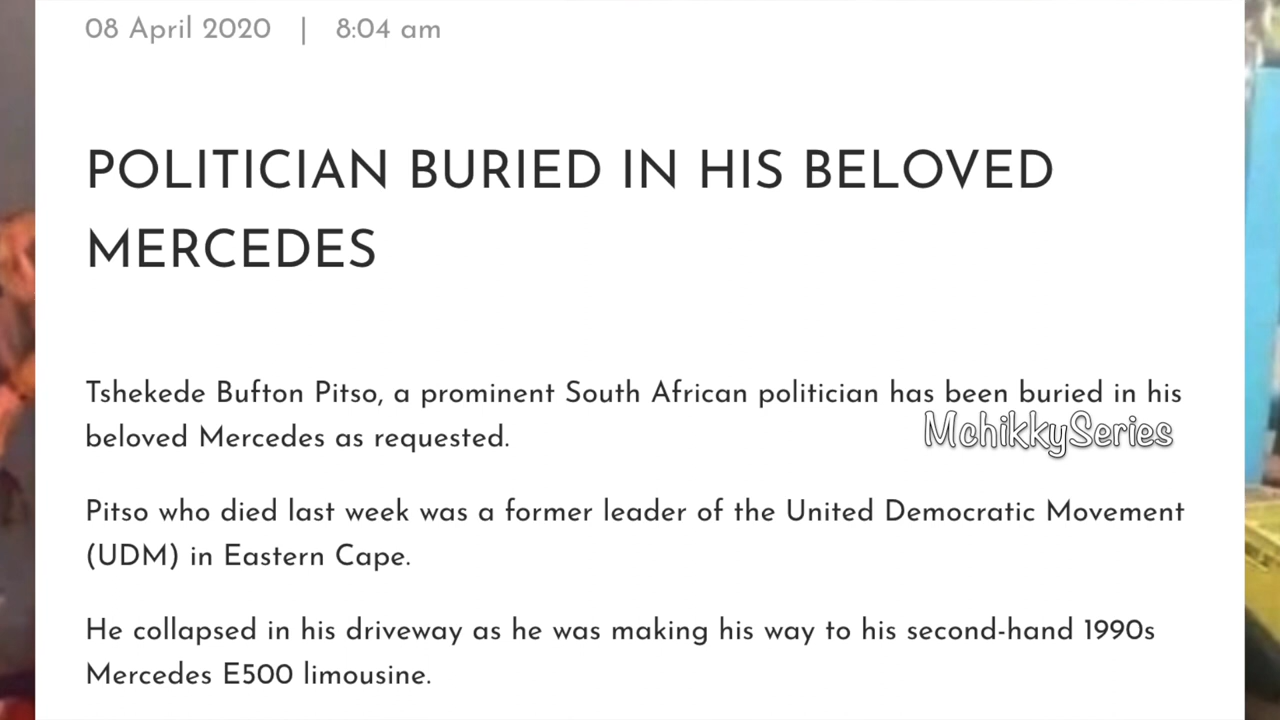 08 April 2020 | 8:04 am
POLITICIAN BURIED IN HIS BELOVED
MERCEDES
Tshekede Bufton Pitso, a prominent South African politician has been buried in his
beloved Mercedes as requested.
MchikkySeries
Pitso who died last week was a former leader of the United Democratic Movement
(UDM) in Eastern Cape.
He collapsed in his driveway as he was making his way to his second-hand 1990s
Mercedes E500 limousine.